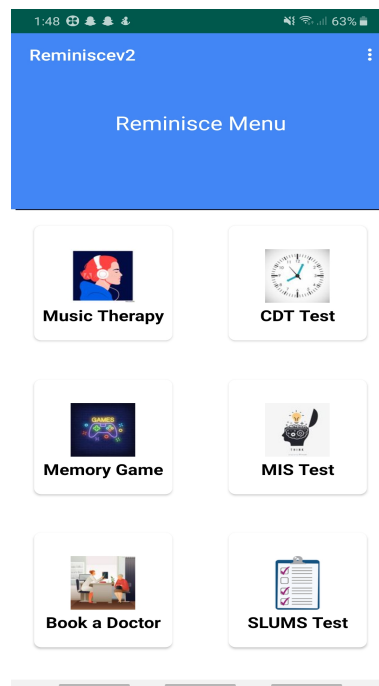 1:48 63%
Reminiscev2
Reminisce Menu
Music Therapy
CDT Test
GAMES
Memory Game
THINK
MIS Test
Book a Doctor
SLUMS Test